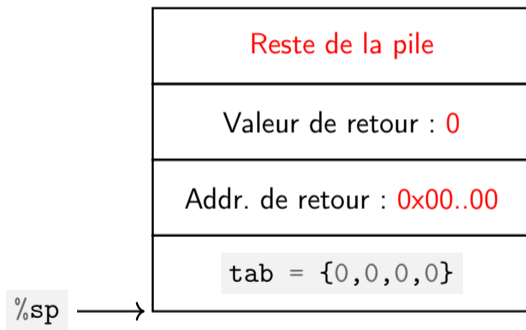 Reste de la pile
Valeur de retour : 0
Addr. de retour : 0x00..00
tab = {0,0,0,0}
%sp